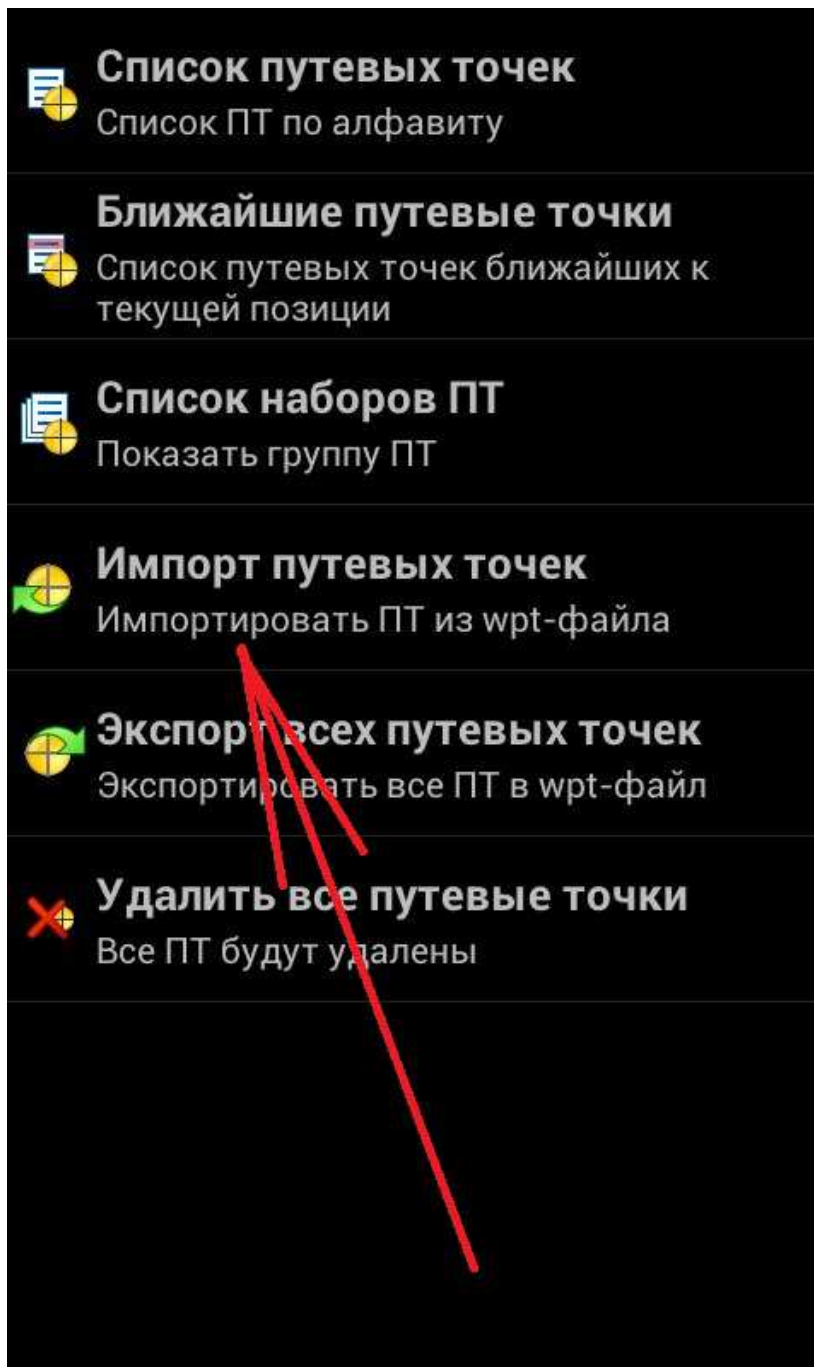 Список путевых точек
Список ПТ по алфавиту
Ближайшие путевые точки
Список путевых точек ближайших к
текущей позиции
Список наборов ПТ
Показать группу ПТ
Импорт путевых точек
Импортировать ПТ из wpt-файла
Экспорт всех путевых точек
Экспортировать все ПТ в wpt-файл
Удалить все путевые точки
Все ПТ будут удалены